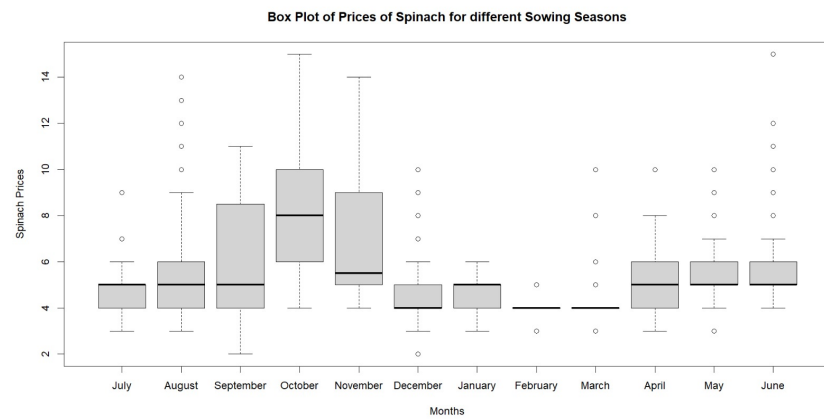 Box Plot of Prices of Spinach for different Sowing Seasons
Spinach Prices
14
12
10
8
6
4
2
July August September October November December January February March April May June
Months